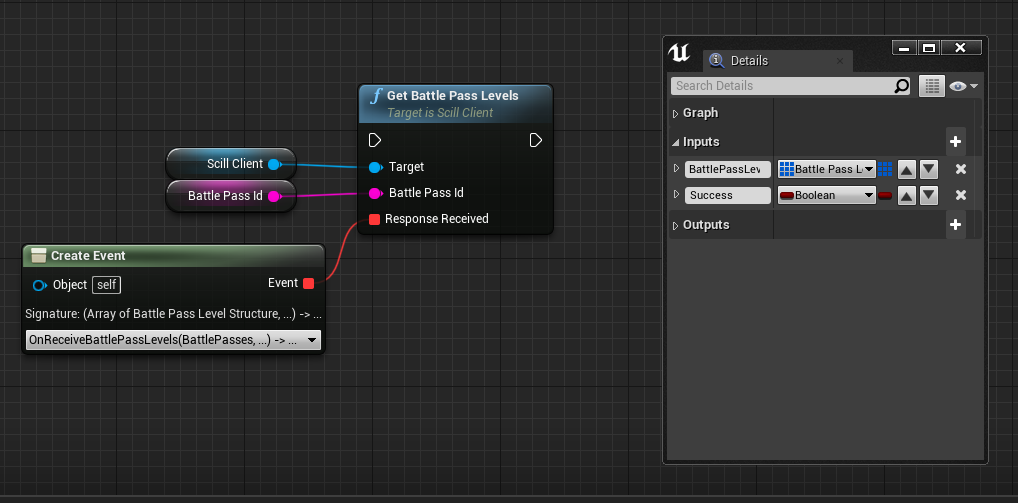 Get Battle Pass Levels
Target is Scill Client
Scill Client
Target
Battle Pass Id
Battle Pass Id
Response Received
Create Event
Object self
Event
Signature: (Array of Battle Pass Level Structure, ...) -> ...
OnReceiveBattlePassLevels(BattlePasses, ...) -> ...
Details
Search Details
Graph
Inputs
BattlePassLev
Battle Pass L
Success
Boolean
Outputs